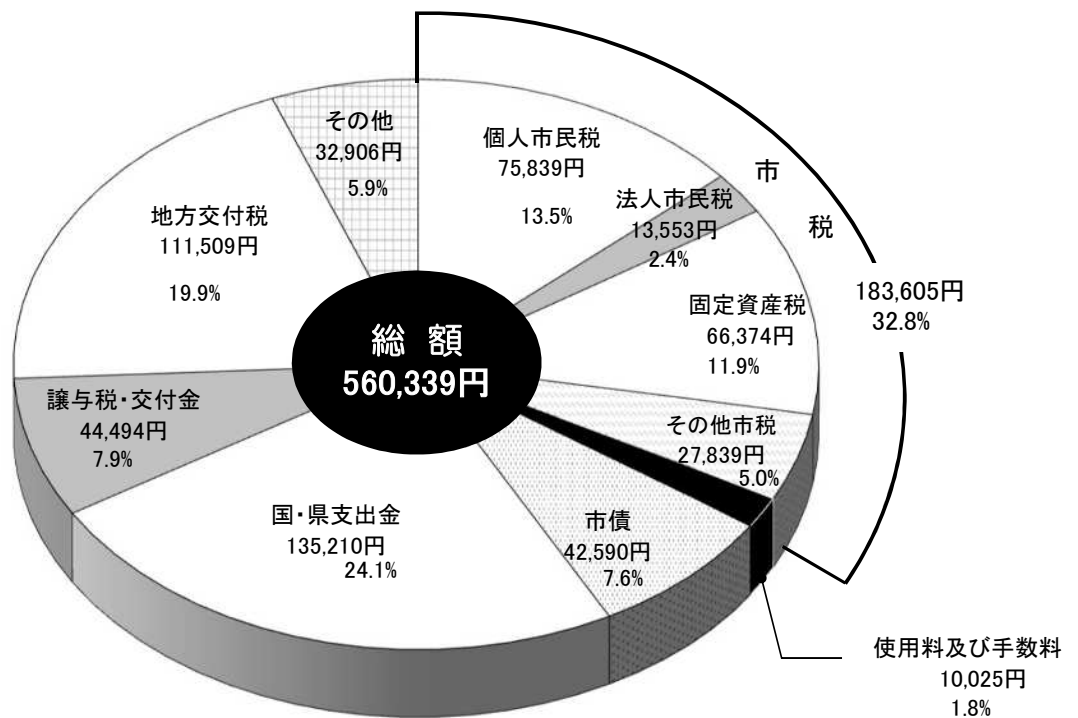 個人市民税
75,839円
13.5%
法人市民税
13,553円
2.4%
固定資産税
66,374円
11.9%
その他市税
27,839円
5.0%
市
税
183,605円
32.8%
使用料及び手数料
10,025円
1.8%
市債
42,590円
7.6%
国・県支出金
135,210円
24.1%
譲与税・交付金
44,494円
7.9%
地方交付税
111,509円
19.9%
その他
32,906円
5.9%
総 額
560,339円